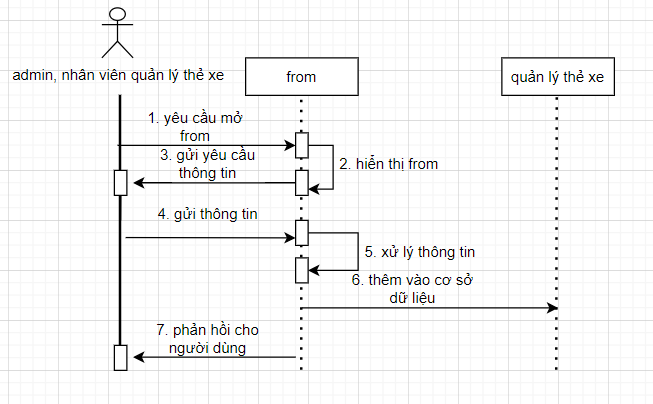 admin, nhân viên quản lý thẻ xe
from
quản lý thẻ xe
1. yêu cầu mở
from
2. hiển thị from
3. gửi yêu cầu
thông tin
4. gửi thông tin
5. xử lý thông tin
6. thêm vào cơ sở
dữ liệu
7. phản hồi cho
người dùng